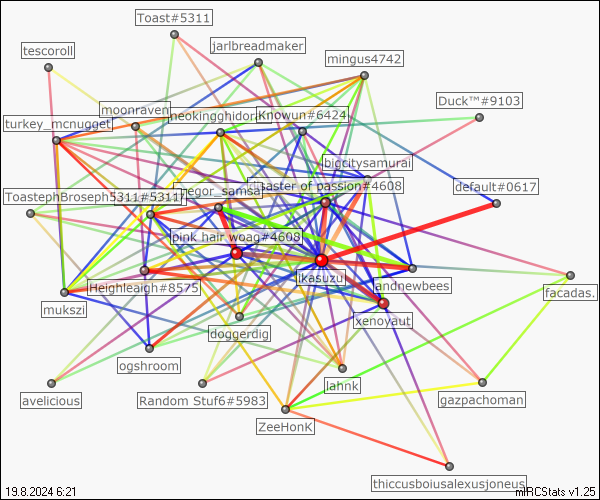 Toast#5311
tescoroll
jarlbreadmaker
mingus4742
Duck™#9103
moonraven
neokingghidorah
Knowun#6424
turkey_mcnugget
bigcitysamurai
default#0617
ToastephBroseph5311#5311
gregor_samsa
disaster of passion#4608
pink hair woag#4608
ikasuzu
andnewbees
Heighleaigh#8575
facadas.
mukszi
xenoyaut
doggerdig
ogshroom
lahnk
avelicious
Random Stuf6#5983
gazpachoman
ZeeHonK
thiccusboiusalexusjoneus
19.8.2024 6:21
mIRCStats v1.25